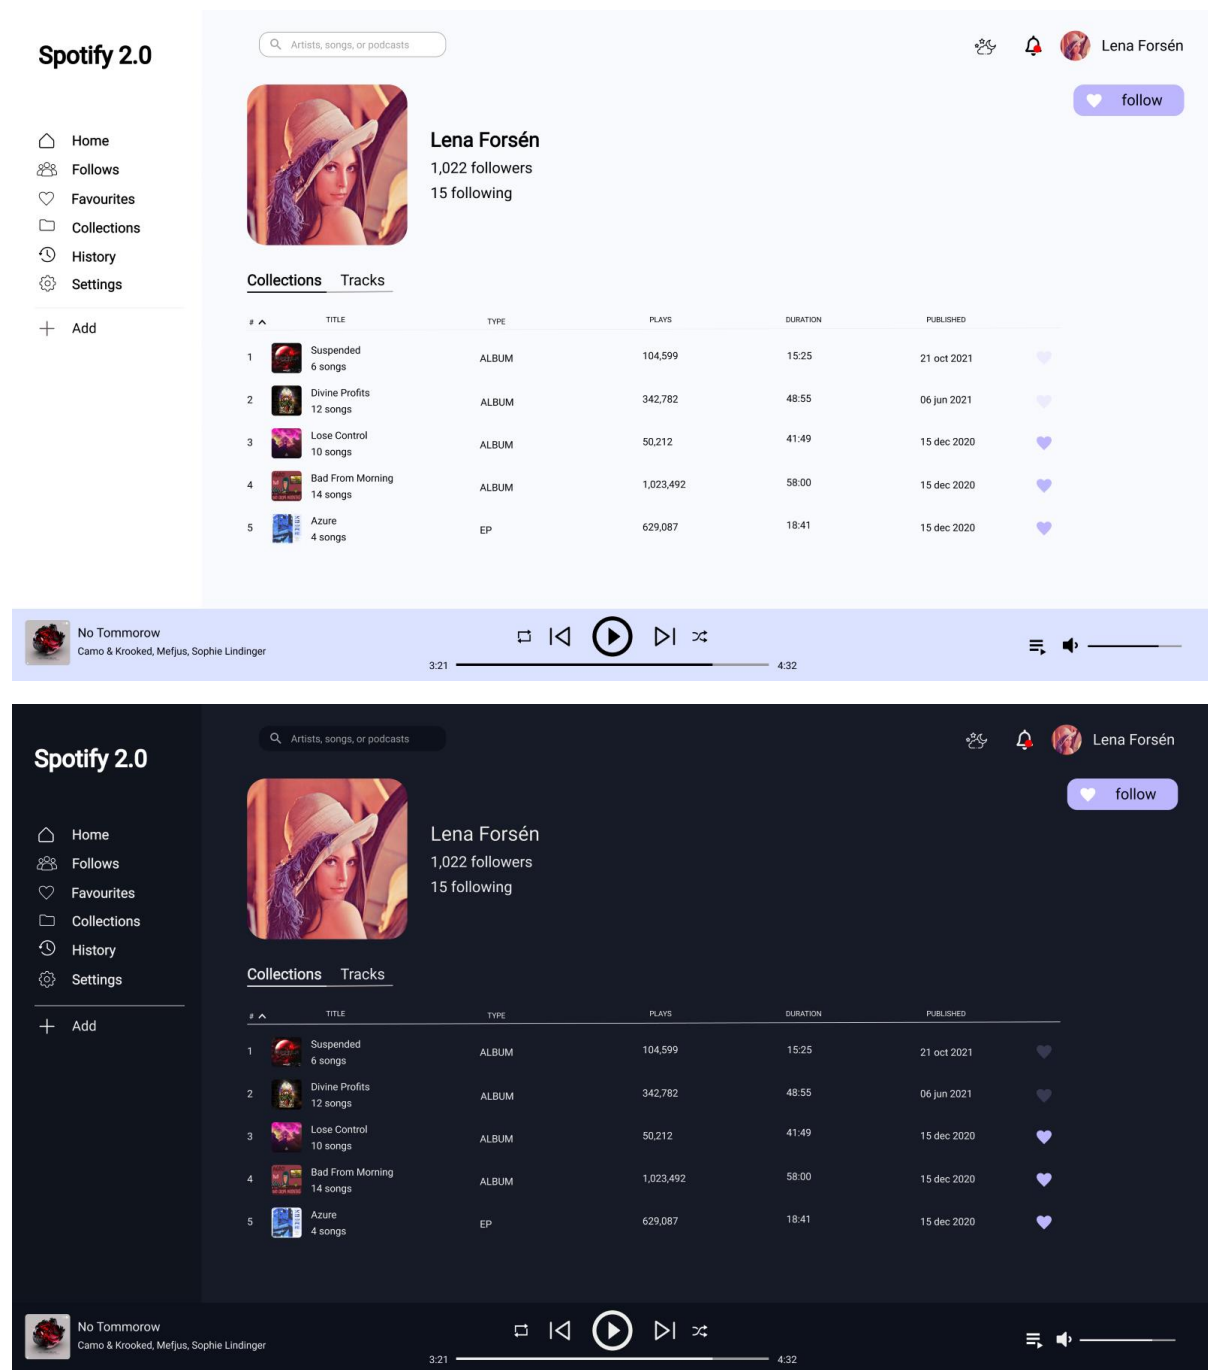 Spotify 2.0
Artists, songs, or podcasts
Lena Forsén
follow
Home
Follows
Favourites
Collections
History
Settings
Add
Lena Forsén
1,022 followers
15 following
Collections Tracks
# TITLE TYPE PLAYS DURATION PUBLISHED
1 Suspended 6 songs ALBUM 104,599 15:25 21 oct 2021
2 Divine Profits 12 songs ALBUM 342,782 48:55 06 jun 2021
3 Lose Control 10 songs ALBUM 50,212 41:49 15 dec 2020
4 Bad From Morning 14 songs ALBUM 1,023,492 58:00 15 dec 2020
5 Azure 4 songs EP 629,087 18:41 15 dec 2020
No Tommorow
Camo & Krooked, Mefjus, Sophie Lindinger
3:21 4:32
Spotify 2.0
Artists, songs, or podcasts
Lena Forsén
follow
Home
Follows
Favourites
Collections
History
Settings
Add
Lena Forsén
1,022 followers
15 following
Collections Tracks
# TITLE TYPE PLAYS DURATION PUBLISHED
1 Suspended 6 songs ALBUM 104,599 15:25 21 oct 2021
2 Divine Profits 12 songs ALBUM 342,782 48:55 06 jun 2021
3 Lose Control 10 songs ALBUM 50,212 41:49 15 dec 2020
4 Bad From Morning 14 songs ALBUM 1,023,492 58:00 15 dec 2020
5 Azure 4 songs EP 629,087 18:41 15 dec 2020
No Tommorow
Camo & Krooked, Mefjus, Sophie Lindinger
3:21 4:32